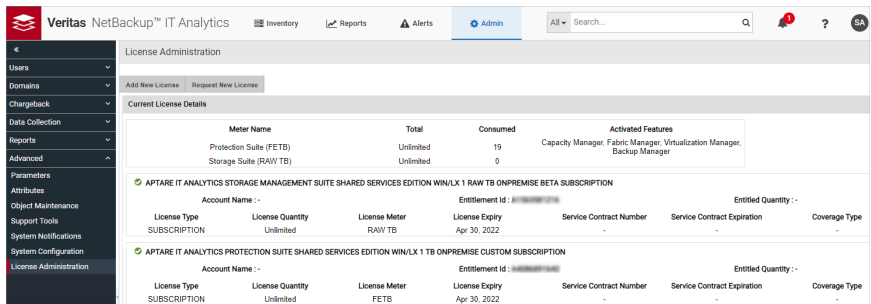 Veritas NetBackup™ IT Analytics
Inventory
Reports
Alerts
Admin
All
Search...
1
?
SA
«
License Administration
Users
Domains
Chargeback
Data Collection
Reports
Advanced
Parameters
Attributes
Object Maintenance
Support Tools
System Notifications
System Configuration
License Administration
Add New License Request New License
Current License Details
Meter Name Total Consumed Activated Features
Protection Suite (FETB) Unlimited 19 Capacity Manager, Fabric Manager, Virtualization Manager,
Backup Manager
Storage Suite (RAW TB) Unlimited 0
APTARE IT ANALYTICS STORAGE MANAGEMENT SUITE SHARED SERVICES EDITION WIN/LX 1 RAW TB ONPREMISE BETA SUBSCRIPTION
Account Name : - Entitlement Id : Entitled Quantity : -
License Type License Quantity License Meter License Expiry Service Contract Number Service Contract Expiration Coverage Type
SUBSCRIPTION Unlimited RAW TB Apr 30, 2022 - - -
APTARE IT ANALYTICS PROTECTION SUITE SHARED SERVICES EDITION WIN/LX 1 TB ONPREMISE CUSTOM SUBSCRIPTION
Account Name : - Entitlement Id : Entitled Quantity : -
License Type License Quantity License Meter License Expiry Service Contract Number Service Contract Expiration Coverage Type
SUBSCRIPTION Unlimited FETB Apr 30, 2022 - - -